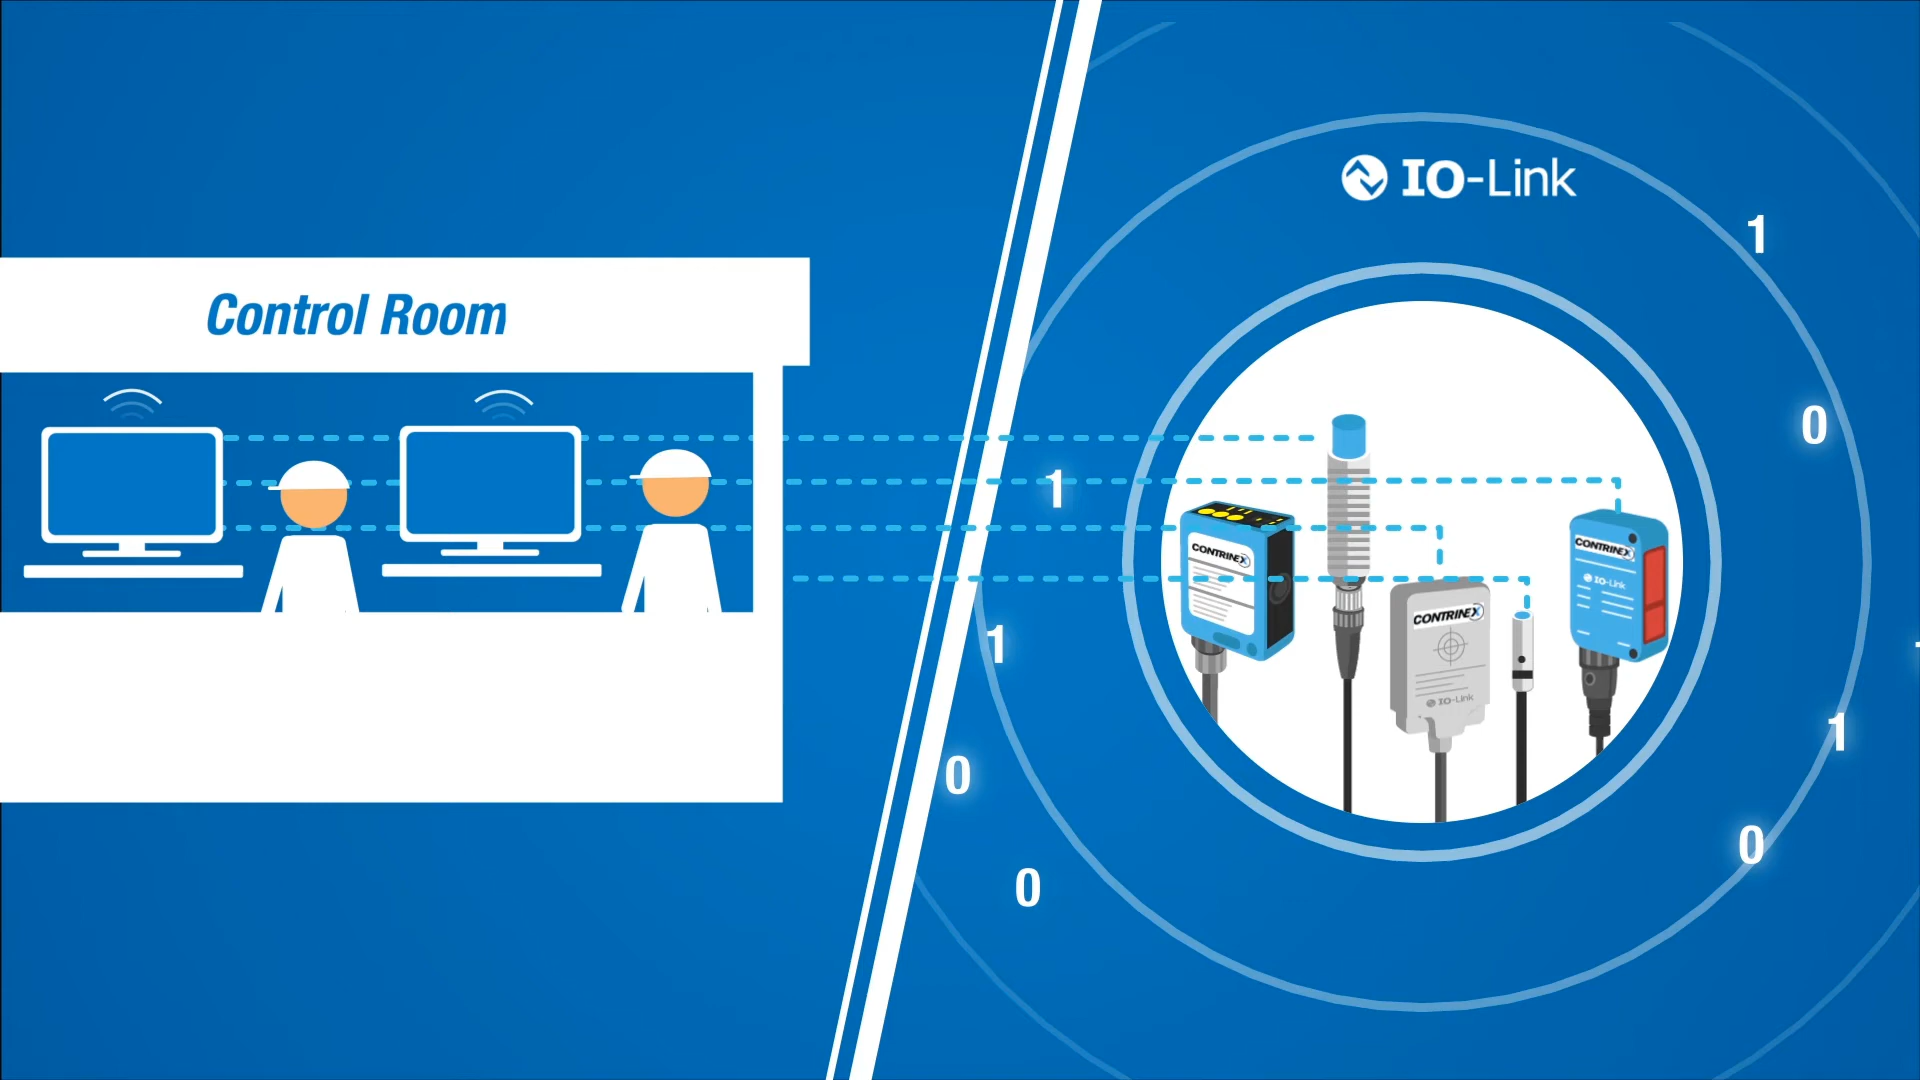 Control Room
IO-Link
1
0
1
1
0
0
1
0
CONTRINEX
CONTRINEX
IO-Link
CONTRINEX
IO-Link